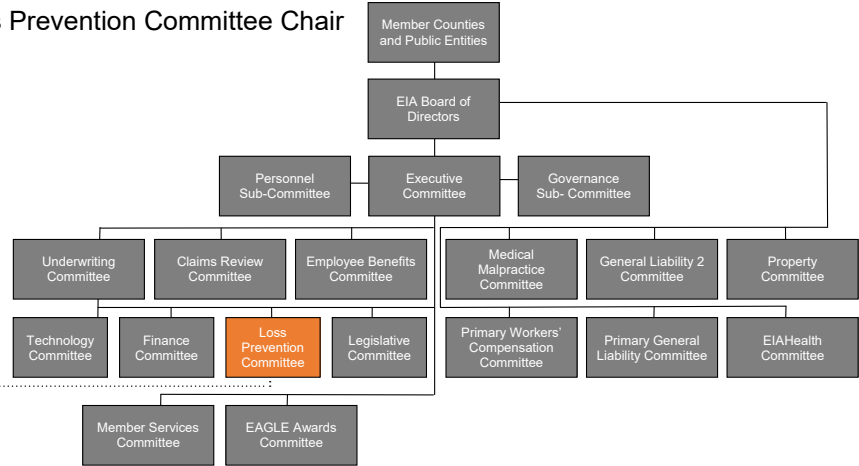 Prevention Committee Chair
Member Counties
and Public Entities
EIA Board of
Directors
Personnel
Sub-Committee
Executive
Committee
Governance
Sub- Committee
Underwriting
Committee
Claims Review
Committee
Employee Benefits
Committee
Medical
Malpractice
Committee
General Liability 2
Committee
Property
Committee
Technology
Committee
Finance
Committee
Loss
Prevention
Committee
Legislative
Committee
Primary Workers’
Compensation
Committee
Primary General
Liability Committee
EIAHealth
Committee
Member Services
Committee
EAGLE Awards
Committee